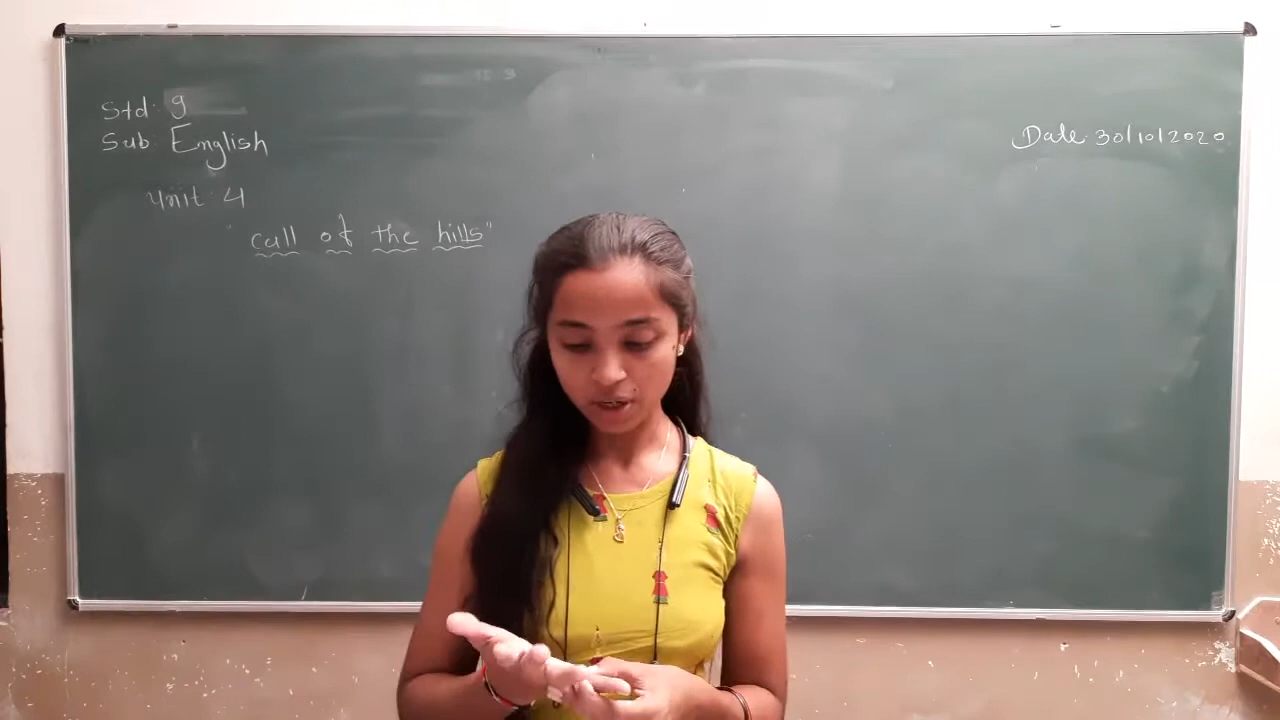 Std: 9
Sub: English
Date: 30/10/2020
Unit: 4
"call of the hills"